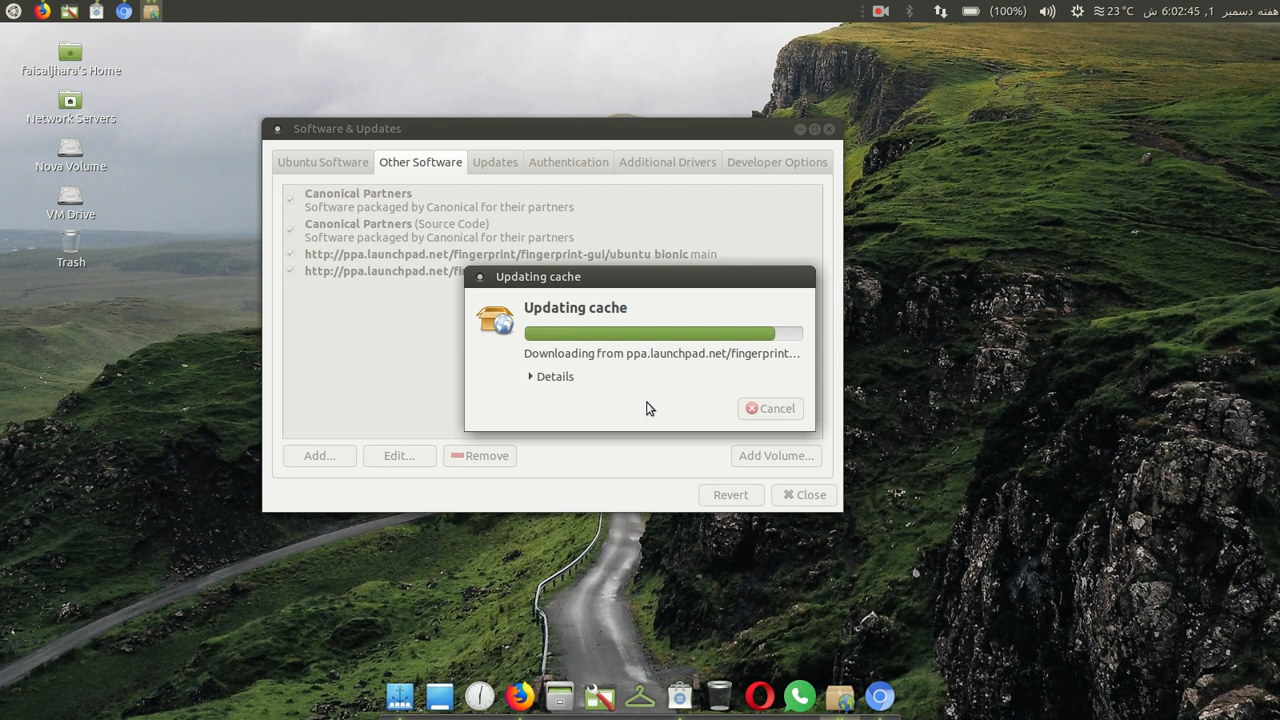 (100%)
23 °C
هفته دسمبر 1, 6:02:45 ش
faisaljhara's Home
Network Servers
Nova Volume
VM Drive
Trash
Software & Updates
Ubuntu Software
Other Software
Updates
Authentication
Additional Drivers
Developer Options
Canonical Partners
Software packaged by Canonical for their partners
Canonical Partners (Source Code)
Software packaged by Canonical for their partners
http://ppa.launchpad.net/fingerprint/fingerprint-gui/ubuntu bionic main
http://ppa.launchpad.net/fi
Updating cache
Updating cache
Downloading from ppa.launchpad.net/fingerprint...
Details
Cancel
Add...
Edit...
Remove
Add Volume...
Revert
Close